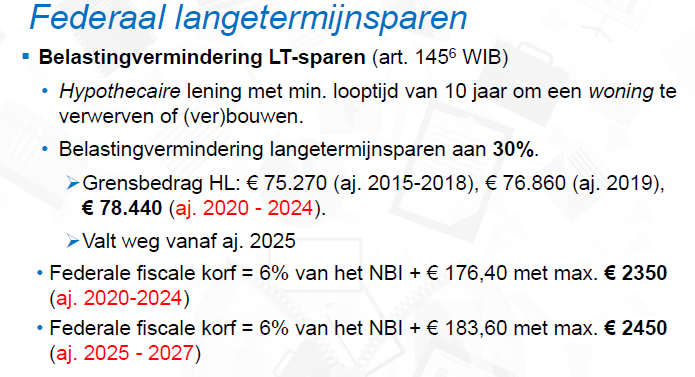 Federaal langetermijnsparen
▪ Belastingvermindering LT-sparen (art. 145⁶ WIB)
• Hypothecaire lening met min. looptijd van 10 jaar om een woning te
verwerven of (ver)bouwen.
• Belastingvermindering langetermijnsparen aan 30%.
➢Grensbedrag HL: € 75.270 (aj. 2015-2018), € 76.860 (aj. 2019),
€ 78.440 (aj. 2020 - 2024).
➢Valt weg vanaf aj. 2025
• Federale fiscale korf = 6% van het NBI + € 176,40 met max. € 2350
(aj. 2020-2024)
• Federale fiscale korf = 6% van het NBI + € 183,60 met max. € 2450
(aj. 2025 - 2027)